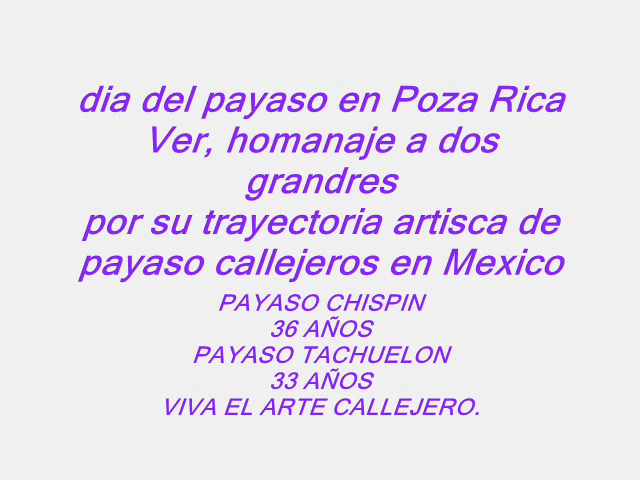 dia del payaso en Poza Rica
Ver, homanaje a dos
grandres
por su trayectoria artisca de
payaso callejeros en Mexico
PAYASO CHISPIN
36 AÑOS
PAYASO TACHUELON
33 AÑOS
VIVA EL ARTE CALLEJERO.